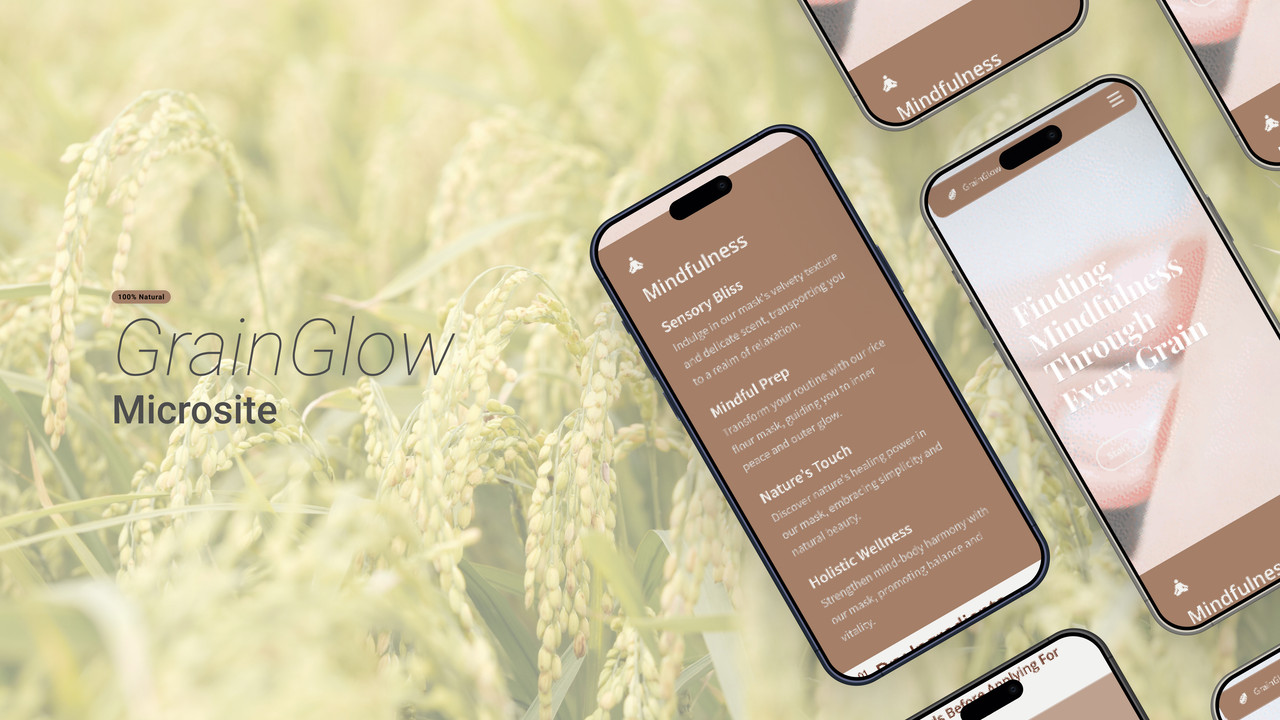 100% Natural
GrainGlow
Microsite
Mindfulness
Sensory Bliss
Indulge in our mask's velvety texture
and delicate scent, transporting you
to a realm of relaxation.
Mindful Prep
Transform your routine with our rice
flour mask, guiding you to inner
peace and outer glow.
Nature's Touch
Discover nature's healing power in
our mask, embracing simplicity and
natural beauty.
Holistic Wellness
Strengthen mind-body harmony with
our mask, promoting balance and
vitality.
Mindfulness
GrainGlow
Finding
Mindfulness
Through
Every Grain
Mindfulness
Before Applying For
GrainGlow